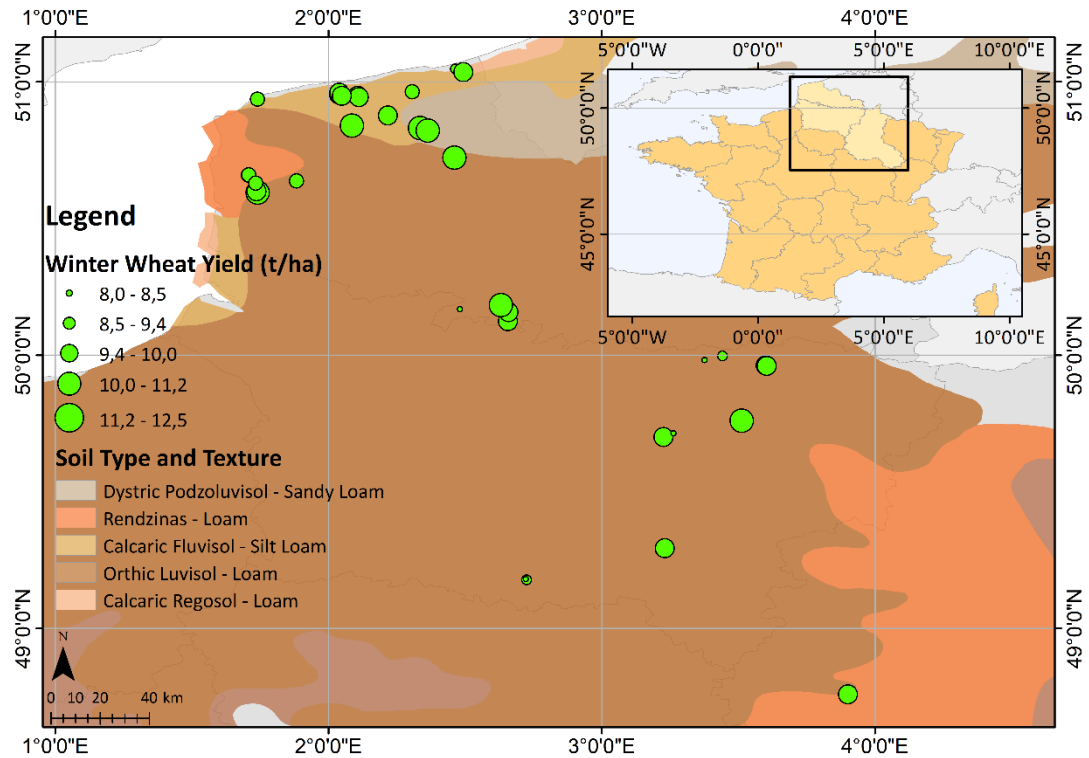 1°0'0"E 2°0'0"E 3°0'0"E 4°0'0"E
5°0'0"W 0°0'0" 5°0'0"E 10°0'0"E
51°0'0"N
51°0'0"N
50°0'0"N
50°0'0"N
45°0'0"N
45°0'0"N
5°0'0"W 0°0'0" 5°0'0"E 10°0'0"E
Legend
Winter Wheat Yield (t/ha)
8,0 - 8,5
8,5 - 9,4
9,4 - 10,0
10,0 - 11,2
11,2 - 12,5
50°0'0"N
50°0'0"N
Soil Type and Texture
Dystric Podzoluvisol - Sandy Loam
Rendzinas - Loam
Calcaric Fluvisol - Silt Loam
Orthic Luvisol - Loam
Calcaric Regosol - Loam
49°0'0"N
49°0'0"N
N
0 10 20 40 km
1°0'0"E 2°0'0"E 3°0'0"E 4°0'0"E